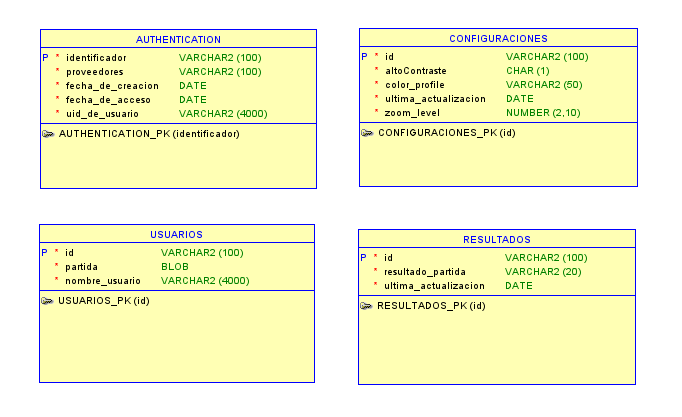 AUTHENTICATION
P * identificador VARCHAR2 (100)
* proveedores VARCHAR2 (100)
* fecha_de_creacion DATE
* fecha_de_acceso DATE
* uid_de_usuario VARCHAR2 (4000)
AUTHENTICATION_PK (identificador)
CONFIGURACIONES
P * id VARCHAR2 (100)
* altoContraste CHAR (1)
* color_profile VARCHAR2 (50)
* ultima_actualizacion DATE
* zoom_level NUMBER (2,10)
CONFIGURACIONES_PK (id)
USUARIOS
P * id VARCHAR2 (100)
* partida BLOB
* nombre_usuario VARCHAR2 (4000)
USUARIOS_PK (id)
RESULTADOS
P * id VARCHAR2 (100)
* resultado_partida VARCHAR2 (20)
* ultima_actualizacion DATE
RESULTADOS_PK (id)